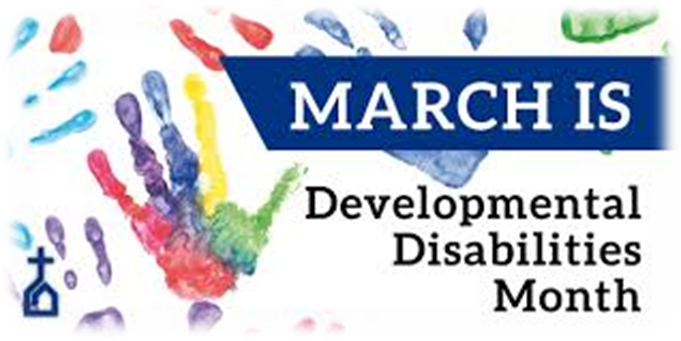 MARCH IS
Developmental
Disabilities
Month